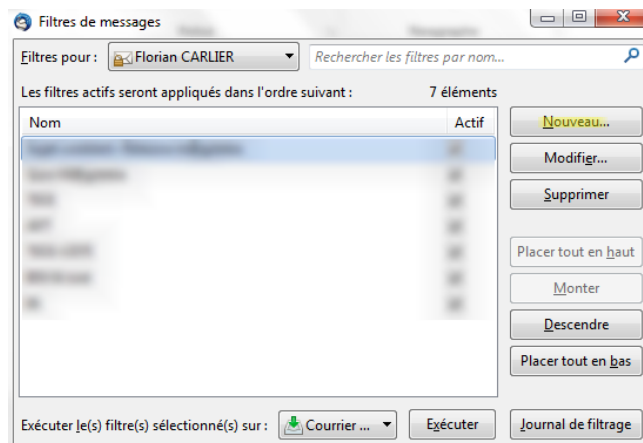 Filtres de messages
Filtres pour : Florian CARLIER Rechercher les filtres par nom...
Les filtres actifs seront appliqués dans l'ordre suivant : 7 éléments
Nom Actif
Nouveau...
Modifier...
Supprimer
Placer tout en haut
Monter
Descendre
Placer tout en bas
Exécuter le(s) filtre(s) sélectionné(s) sur : Courrier ... Exécuter Journal de filtrage